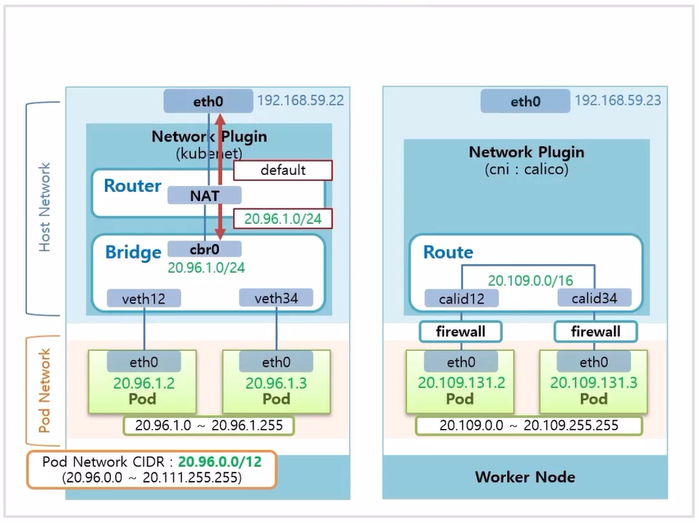 eth0
192.168.59.22
Network Plugin
(kubenet)
default
Router
NAT
20.96.1.0/24
Bridge
cbr0
20.96.1.0/24
veth12
veth34
eth0
20.96.1.2
Pod
eth0
20.96.1.3
Pod
20.96.1.0 ~ 20.96.1.255
Host Network
Pod Network
Pod Network CIDR : 20.96.0.0/12
(20.96.0.0 ~ 20.111.255.255)
eth0
192.168.59.23
Network Plugin
(cni : calico)
Route
20.109.0.0/16
calid12
calid34
firewall
firewall
eth0
20.109.131.2
Pod
eth0
20.109.131.3
Pod
20.109.0.0 ~ 20.109.255.255
Worker Node